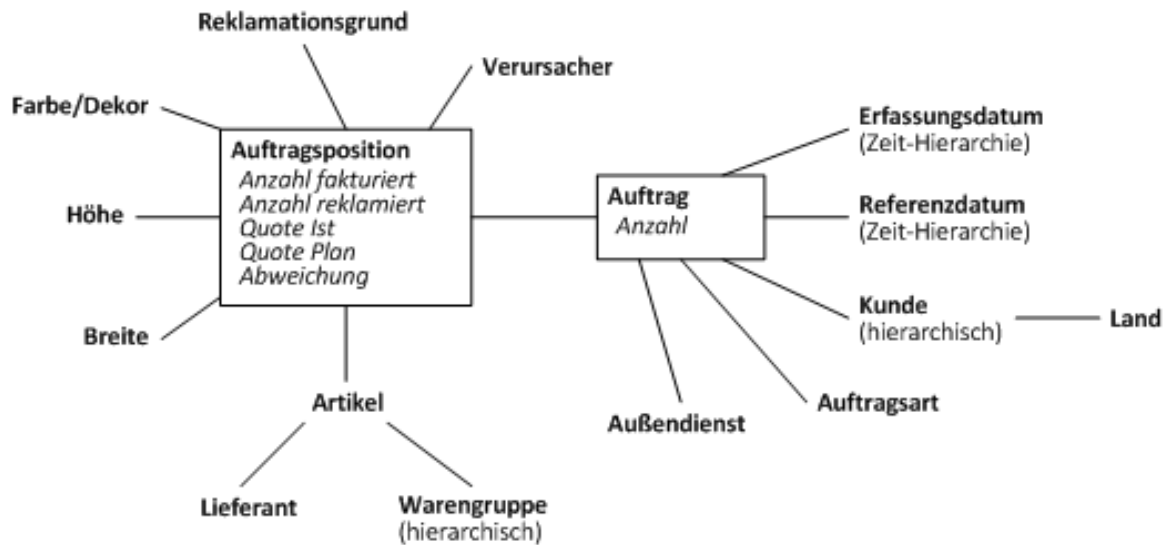 Reklamationsgrund
Verursacher
Farbe/Dekor
Auftragsposition
Anzahl fakturiert
Anzahl reklamiert
Quote Ist
Quote Plan
Abweichung
Höhe
Breite
Artikel
Lieferant
Warengruppe
(hierarchisch)
Auftrag
Anzahl
Erfassungsdatum
(Zeit-Hierarchie)
Referenzdatum
(Zeit-Hierarchie)
Kunde
(hierarchisch)
Land
Auftragsart
Außendienst